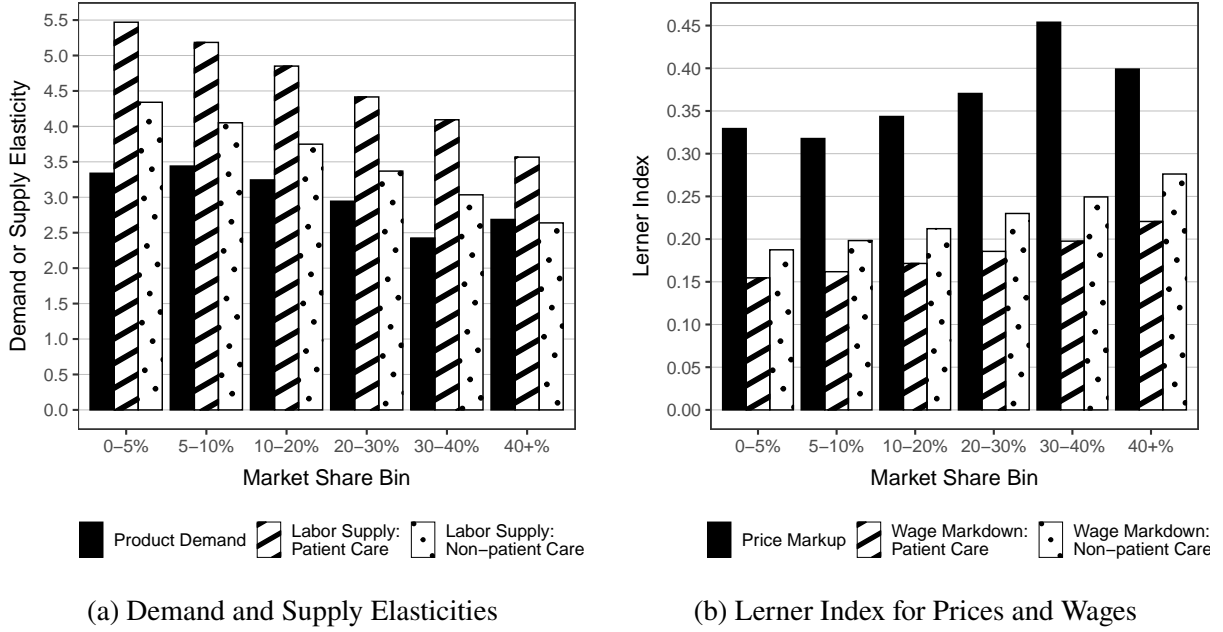 5.5
5.0
4.5
4.0
3.5
3.0
2.5
2.0
1.5
1.0
0.5
0.0
Demand or Supply Elasticity
0−5%
5−10%
10−20%
20−30%
30−40%
40+%
Market Share Bin
Product Demand
Labor Supply:
Patient Care
Labor Supply:
Non−patient Care
(a) Demand and Supply Elasticities
0.45
0.40
0.35
0.30
0.25
0.20
0.15
0.10
0.05
0.00
Lerner Index
0−5%
5−10%
10−20%
20−30%
30−40%
40+%
Market Share Bin
Price Markup
Wage Markdown:
Patient Care
Wage Markdown:
Non−patient Care
(b) Lerner Index for Prices and Wages